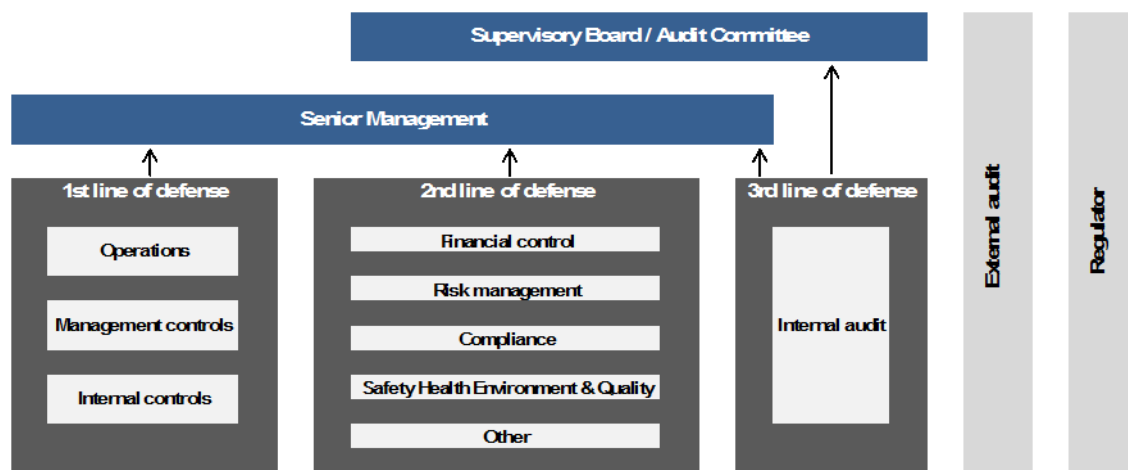 Supervisory Board / Audit Committee
Senior Management
1st line of defense
Operations
Management controls
Internal controls
2nd line of defense
Financial control
Risk management
Compliance
Safety Health Environment & Quality
Other
3rd line of defense
Internal audit
External audit
Regulator